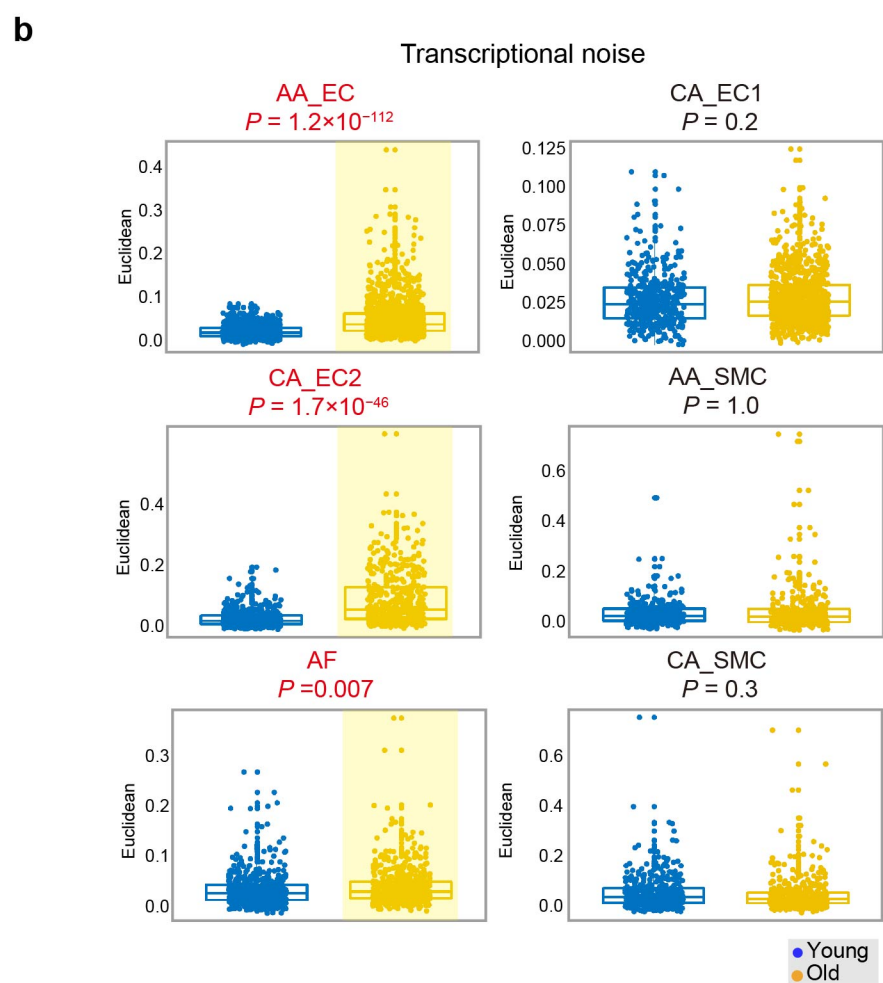 b
Transcriptional noise
AA_EC
P = 1.2×10⁻¹¹²
Euclidean
0.4
0.3
0.2
0.1
0.0
CA_EC1
P = 0.2
Euclidean
0.125
0.100
0.075
0.050
0.025
0.000
CA_EC2
P = 1.7×10⁻⁴⁶
Euclidean
0.4
0.2
0.0
AA_SMC
P = 1.0
Euclidean
0.6
0.4
0.2
0.0
AF
P =0.007
Euclidean
0.3
0.2
0.1
0.0
CA_SMC
P = 0.3
Euclidean
0.6
0.4
0.2
0.0
Young
Old